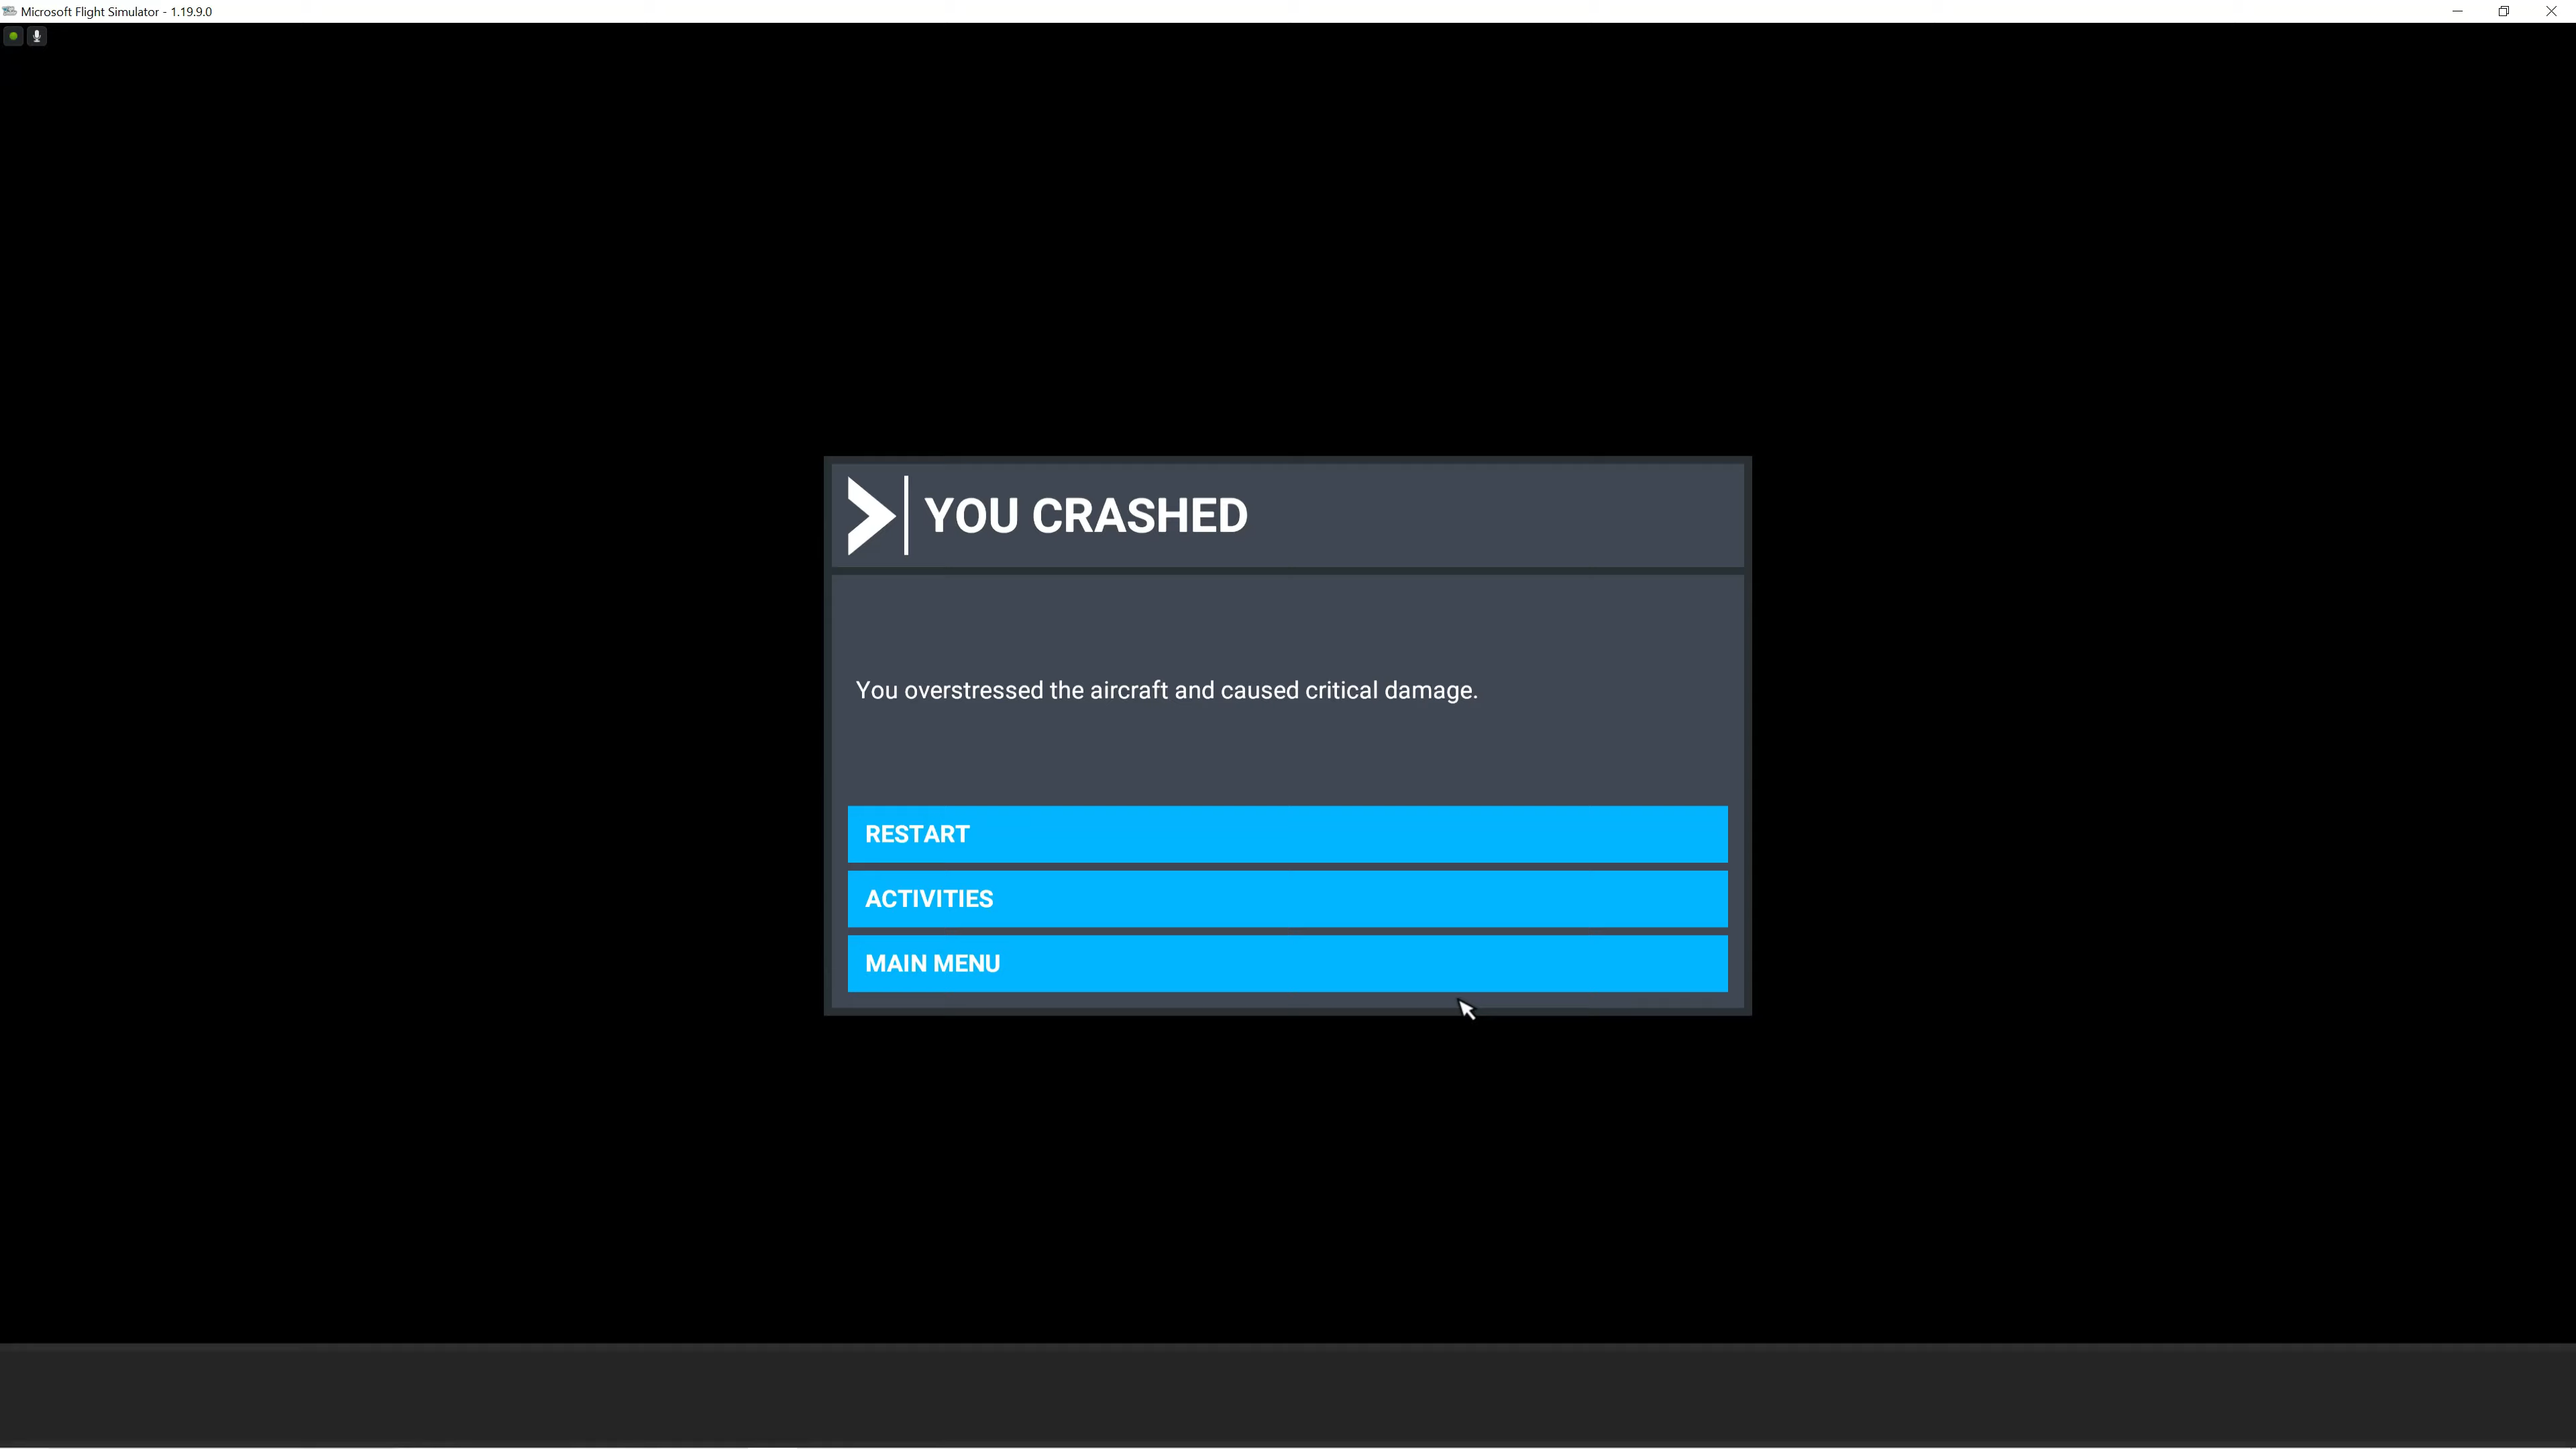 Microsoft Flight Simulator - 1.19.9.0
YOU CRASHED
You overstressed the aircraft and caused critical damage.
RESTART
ACTIVITIES
MAIN MENU